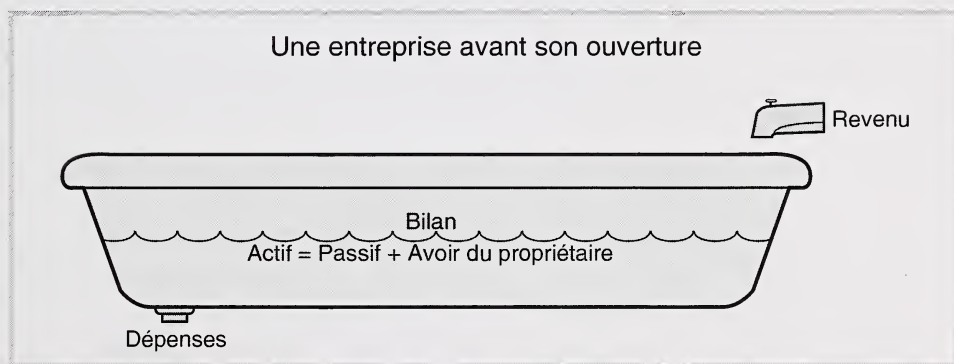 Une entreprise avant son ouverture
Revenu
Bilan
Actif = Passif + Avoir du propriétaire
Dépenses